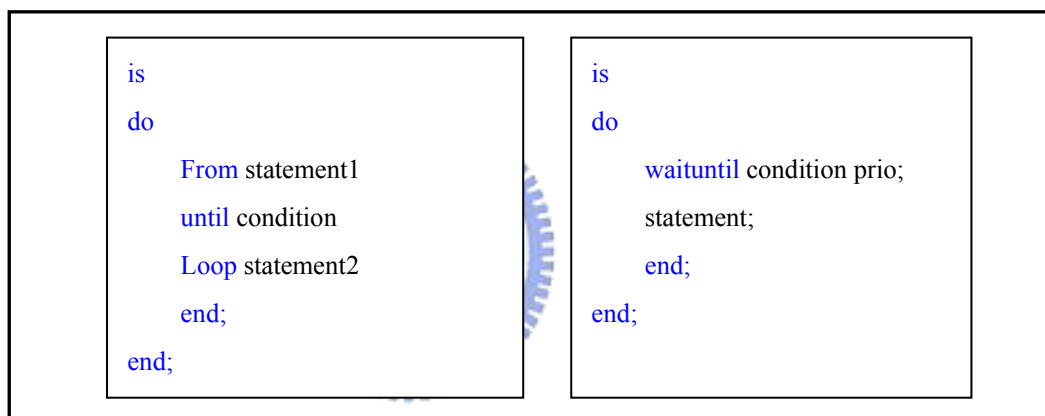 is
do
From statement1
until condition
Loop statement2
end;
end;
is
do
waituntil condition prio;
statement;
end;
end;